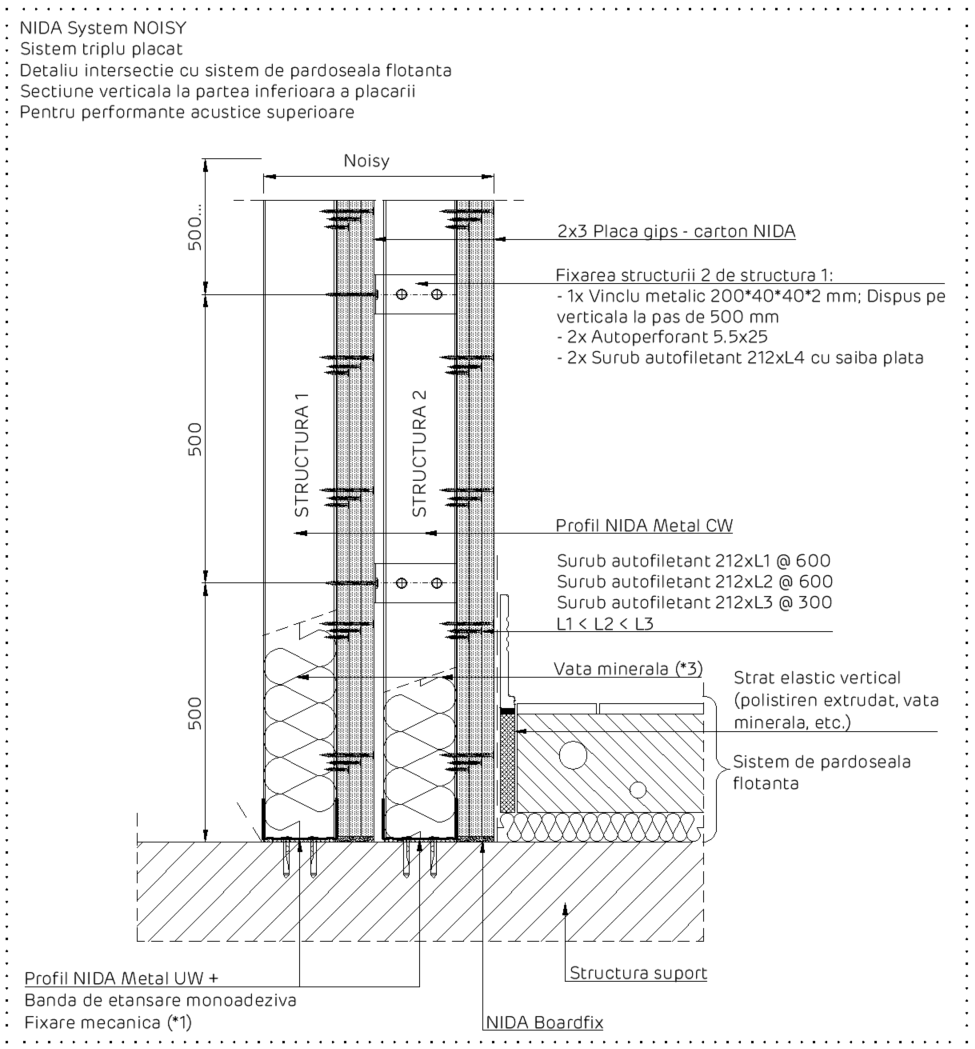 NIDA System NOISY
Sistem triplu placat
Detaliu intersectie cu sistem de pardoseala flotanta
Sectiune verticala la partea inferioara a placarii
Pentru performante acustice superioare
Noisy
500...
2x3 Placa gips - carton NIDA
Fixarea structurii 2 de structura 1:
- 1x Vinclu metalic 200*40*40*2 mm; Dispus pe
verticala la pas de 500 mm
- 2x Autoperforant 5.5x25
- 2x Surub autofiletant 212xL4 cu saiba plata
500
STRUCTURA 1
STRUCTURA 2
Profil NIDA Metal CW
Surub autofiletant 212xL1 @ 600
Surub autofiletant 212xL2 @ 600
Surub autofiletant 212xL3 @ 300
L1 < L2 < L3
Vata minerala (*3)
500
Strat elastic vertical
(polistiren extrudat, vata
minerala, etc.)
Sistem de pardoseala
flotanta
Profil NIDA Metal UW +
Banda de etansare monoadeziva
Fixare mecanica (*1)
Structura suport
NIDA Boardfix